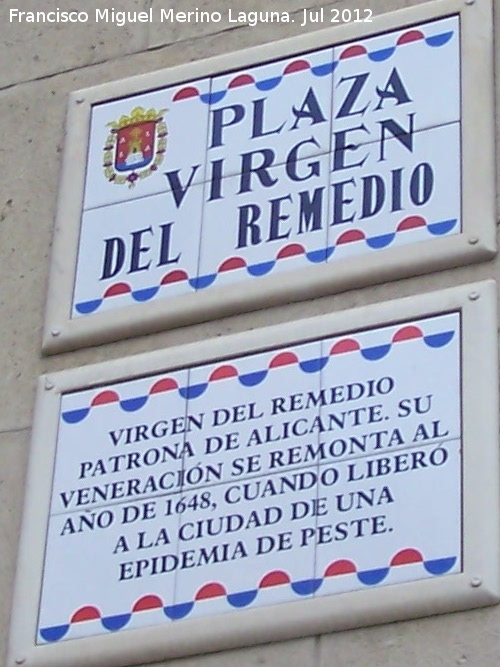 Francisco Miguel Merino Laguna. Jul 2012
PLAZA
VIRGEN
DEL REMEDIO
VIRGEN DEL REMEDIO
PATRONA DE ALICANTE. SU
VENERACIÓN SE REMONTA AL
AÑO DE 1648, CUANDO LIBERÓ
A LA CIUDAD DE UNA
EPIDEMIA DE PESTE.